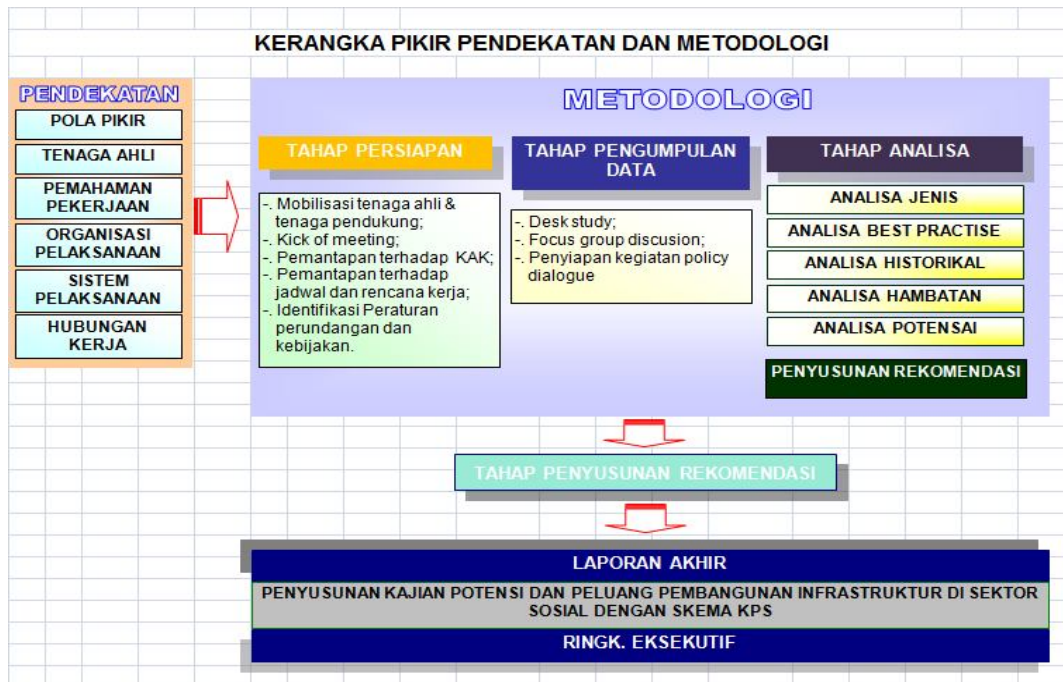 KERANGKA PIKIR PENDEKATAN DAN METODOLOGI
PENDEKATAN
POLA PIKIR
TENAGA AHLI
PEMAHAMAN
PEKERJAAN
ORGANISASI
PELAKSANAAN
SISTEM
PELAKSANAAN
HUBUNGAN
KERJA
METODOLOGI
TAHAP PERSIAPAN
-. Mobilisasi tenaga ahli &
tenaga pendukung;
-. Kick of meeting;
-. Pemantapan terhadap KAK;
-. Pemantapan terhadap
jadwal dan rencana kerja;
-. Identifikasi Peraturan
perundangan dan
kebijakan.
TAHAP PENGUMPULAN
DATA
-. Desk study;
-. Focus group discusion;
-. Penyiapan kegiatan policy
dialogue
TAHAP ANALISA
ANALISA JENIS
ANALISA BEST PRACTISE
ANALISA HISTORIKAL
ANALISA HAMBATAN
ANALISA POTENSAI
PENYUSUNAN REKOMENDASI
TAHAP PENYUSUNAN REKOMENDASI
LAPORAN AKHIR
PENYUSUNAN KAJIAN POTENSI DAN PELUANG PEMBANGUNAN INFRASTRUKTUR DI SEKTOR
SOSIAL DENGAN SKEMA KPS
RINGK. EKSEKUTIF